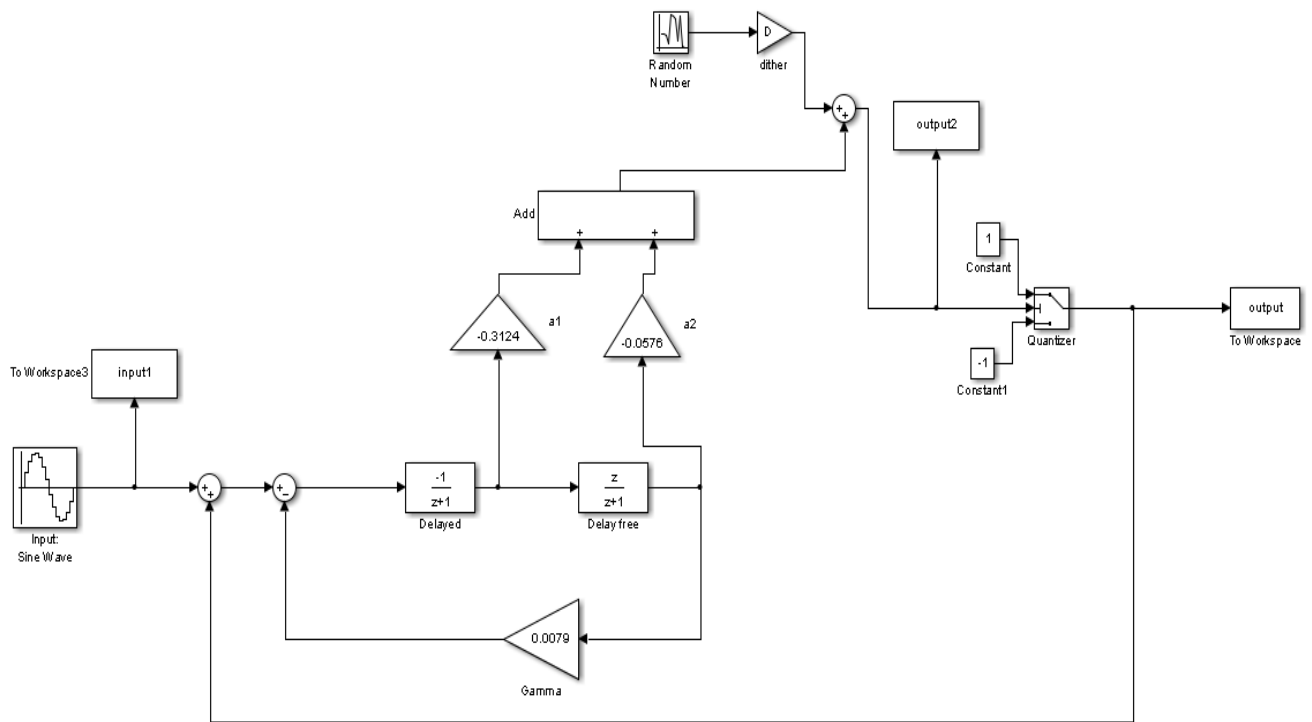 D
Random
Number
dither
+
+
output2
Add
+
+
1
Constant
-0.3124
a1
-0.0576
a2
output
Quantizer
To Workspace
-1
Constant1
To Workspace3
input1
-1
z+1
Delayed
z
z+1
Delay free
+
+
+
−
Input:
Sine Wave
0.0079
Gamma